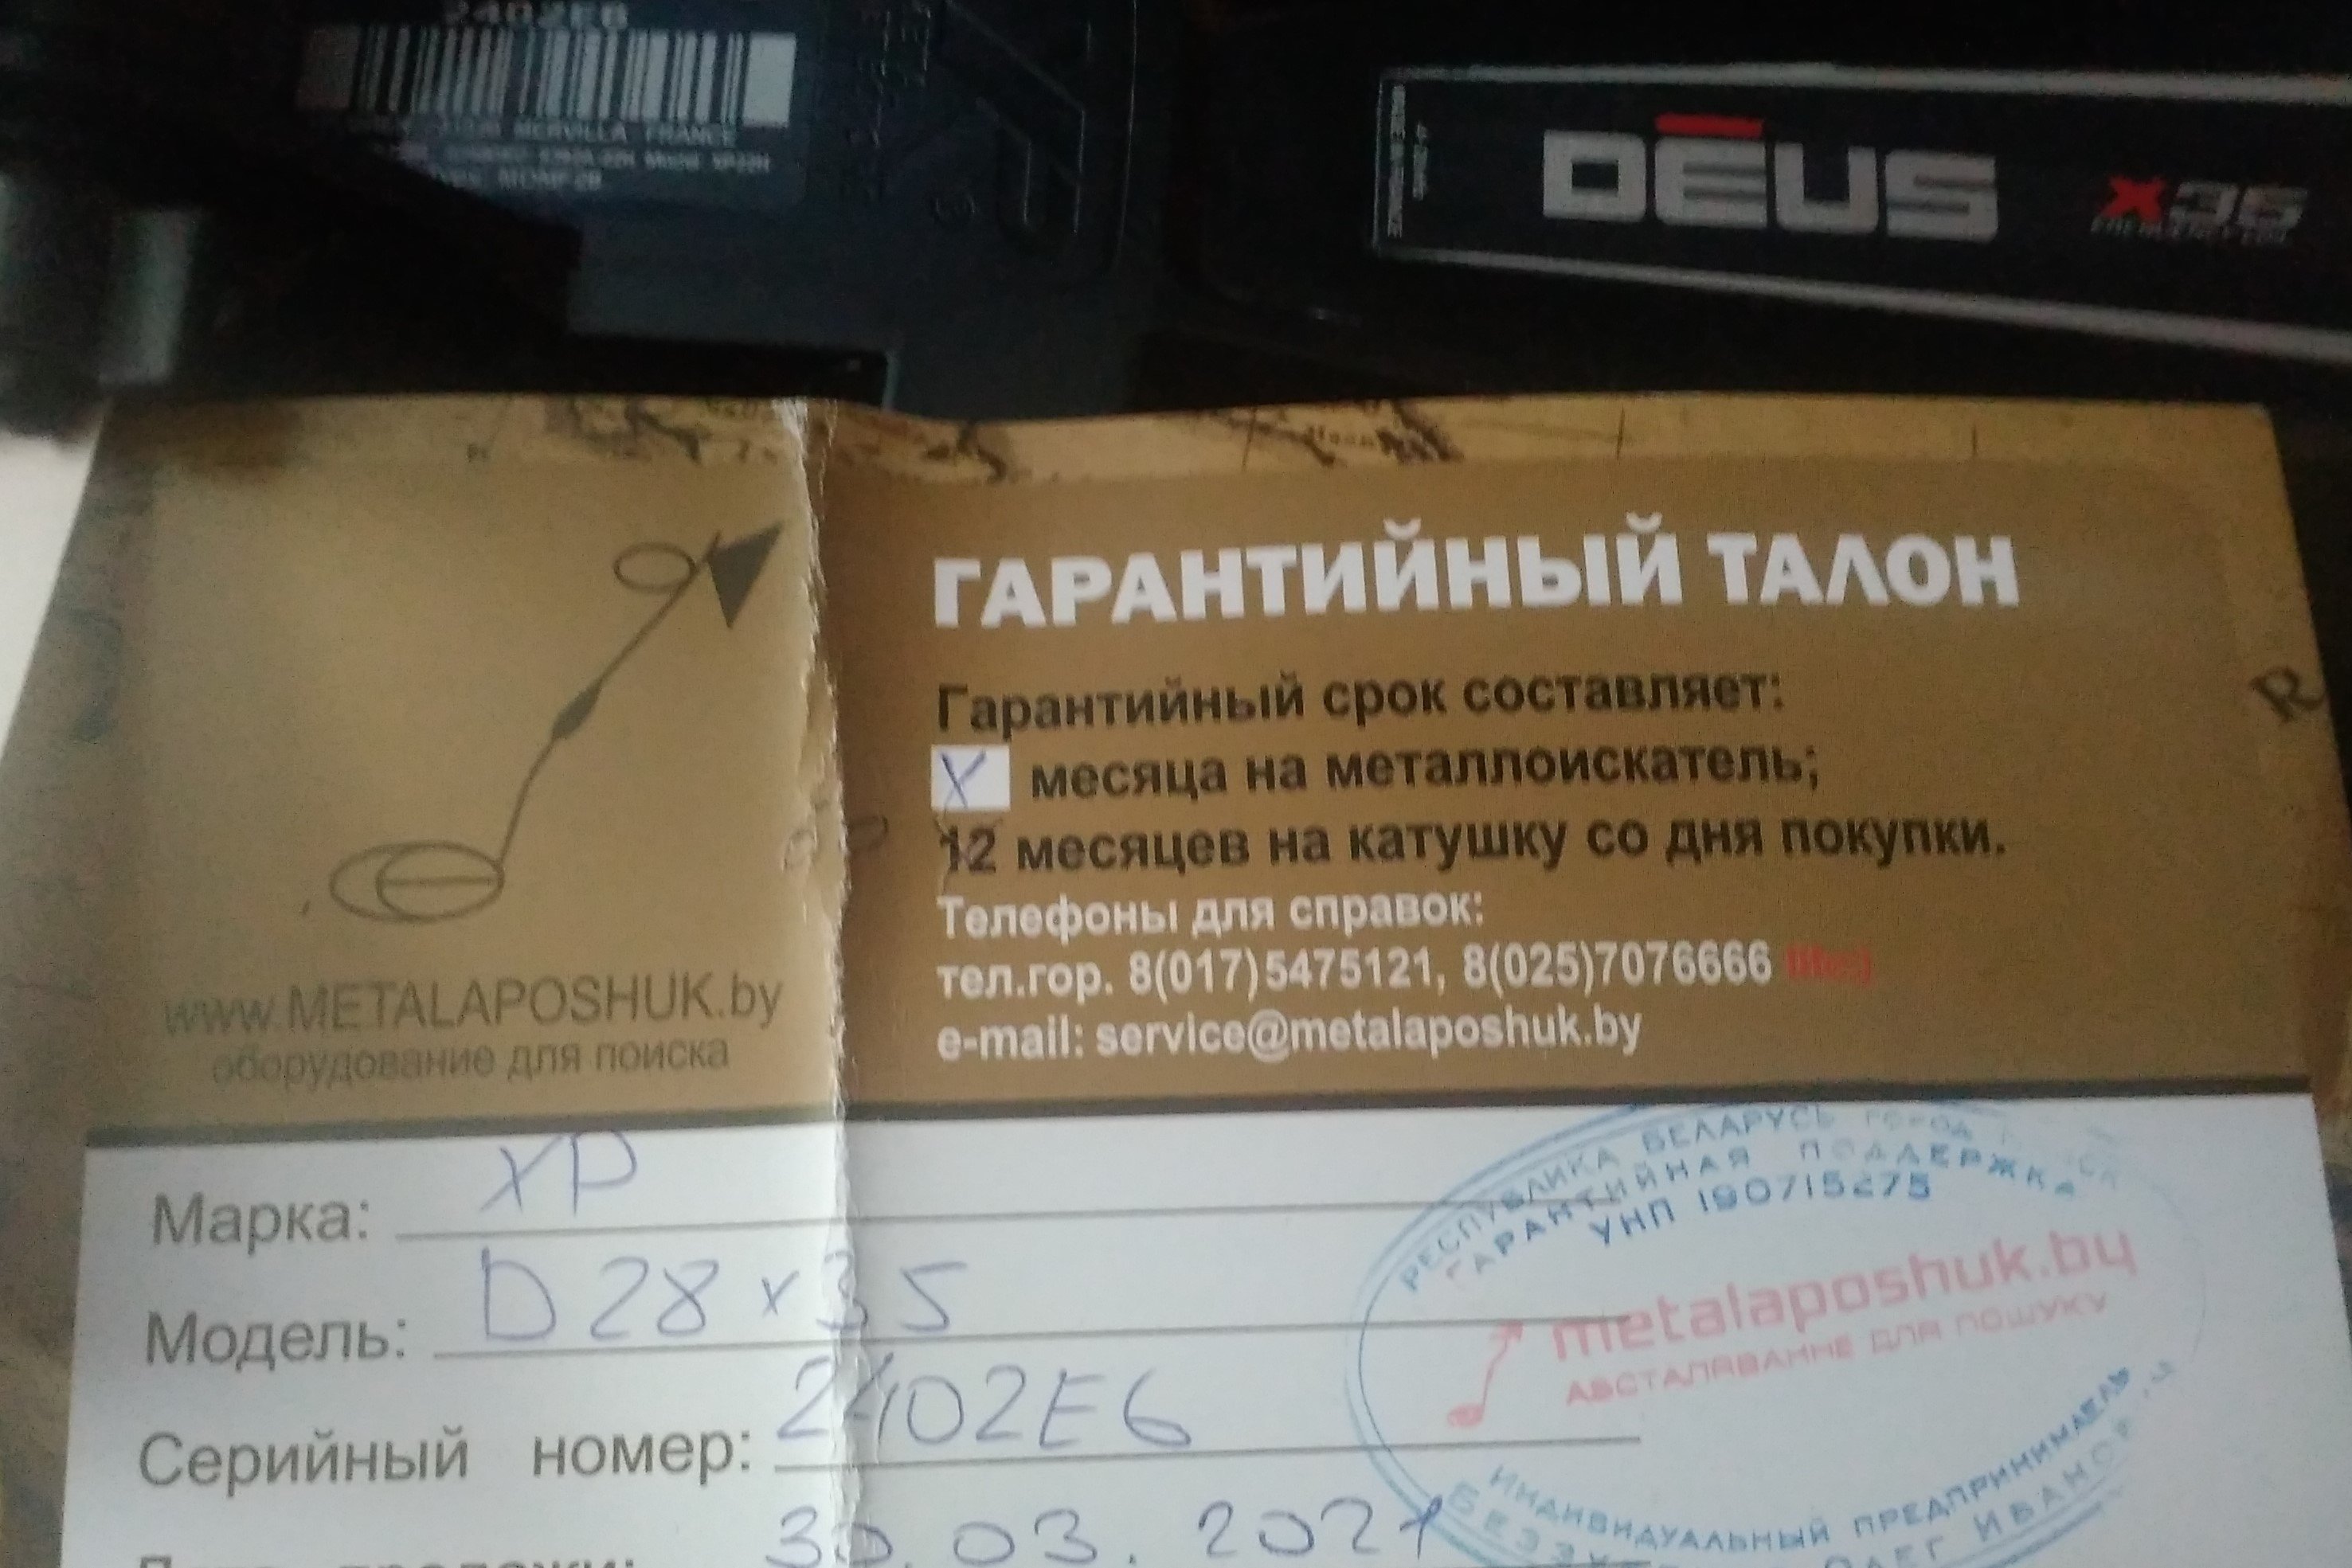 2402E6
DEUS X35
ГАРАНТИЙНЫЙ ТАЛОН
Гарантийный срок составляет:
X месяца на металлоискатель;
12 месяцев на катушку со дня покупки.
Телефоны для справок:
тел.гор. 8(017)5475121, 8(025)7076666
e-mail: service@metalaposhuk.by
www.METALAPOSHUK.by
оборудование для поиска
Марка: XP
Модель: D28x35
Серийный номер: 2402E6
30.03.2021
РЕСПУБЛИКА БЕЛАРУСЬ ГОРОД
ГАРАНТИЙНАЯ ПОДДЕРЖКА
УНП 190715275
metalaposhuk.by
АБСТАЛЯВАННЕ ДЛЯ ПОШУКУ
ИНДИВИДУАЛЬНЫЙ ПРЕДПРИНИМАТЕЛЬ